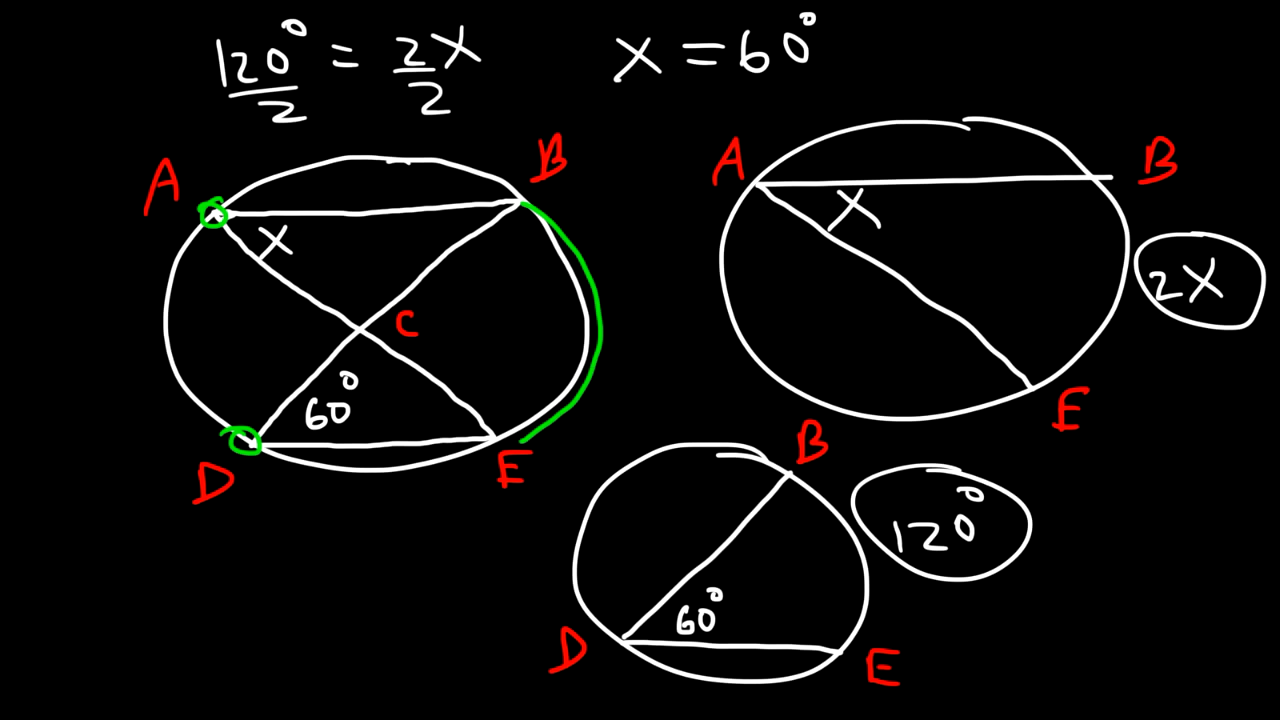 120° = 2x x = 60°
2 2
A B
x
C
60°
D E
A B
x
2x
E
B
120°
60°
D E